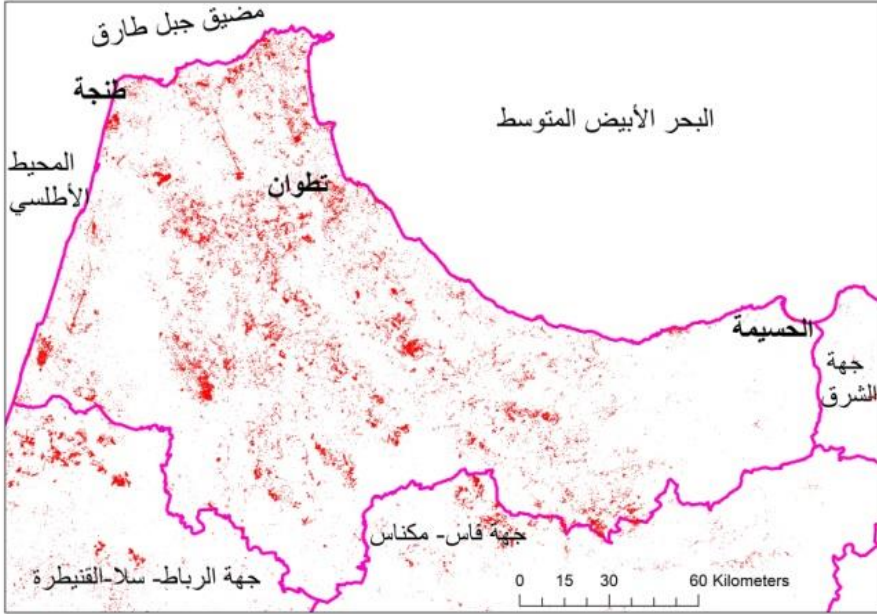 مضيق جبل طارق
طنجة
البحر الأبيض المتوسط
المحيط
الأطلسي
تطوان
الحسيمة
جهة
الشرق
جهة فاس- مكناس
جهة الرباط- سلا-القنيطرة
0 15 30 60 Kilometers